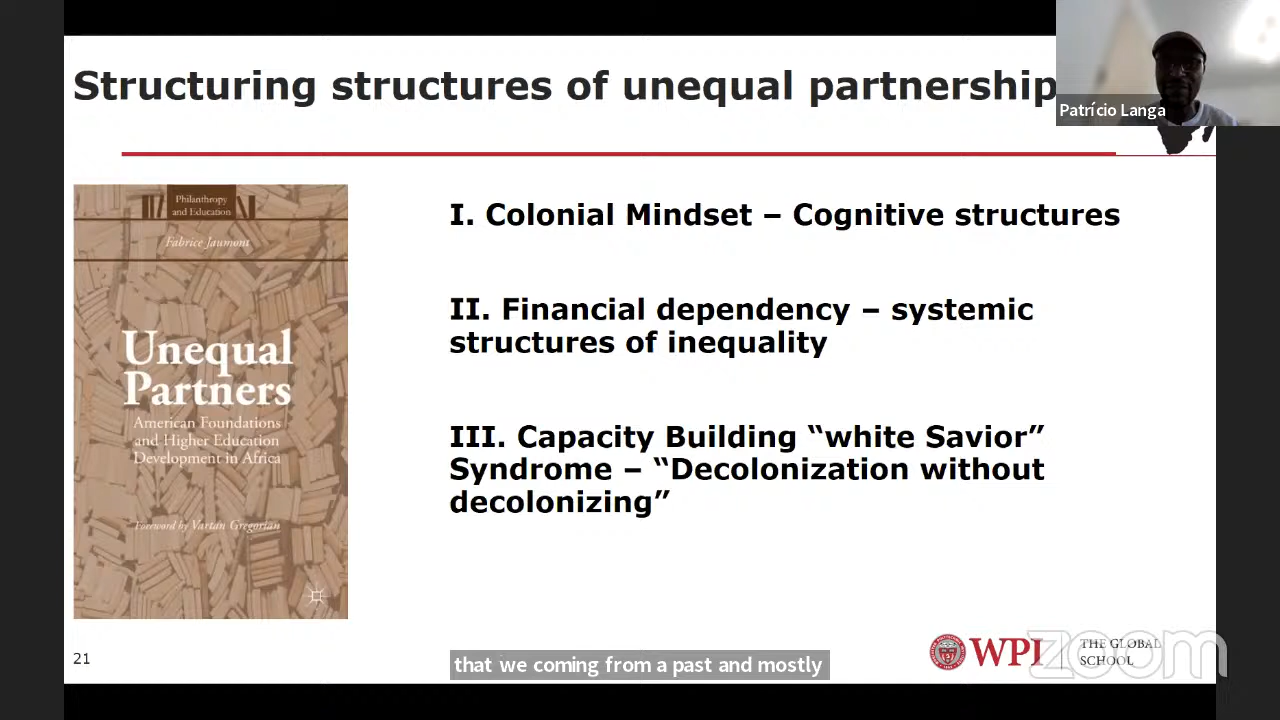 Structuring structures of unequal partnership
Patrício Langa
Philanthropy
and Education
Fabrice Jaumont
Unequal
Partners
American Foundations
and Higher Education
Development in Africa
Foreword by Vartan Gregorian
I. Colonial Mindset – Cognitive structures
II. Financial dependency – systemic
structures of inequality
III. Capacity Building “white Savior”
Syndrome – “Decolonization without
decolonizing”
21
that we coming from a past and mostly
WPI
THE GLOBAL
SCHOOL
zoom